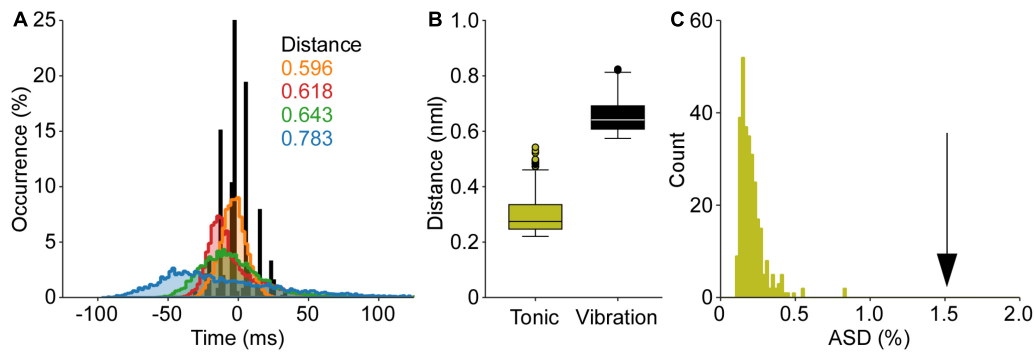 A
Occurrence (%)
25
20
15
10
5
0
-100
-50
0
50
100
Time (ms)
Distance
0.596
0.618
0.643
0.783
B
Distance (nml)
1.0
0.8
0.6
0.4
0.2
0.0
Tonic
Vibration
C
Count
60
40
20
0
0
0.5
1.0
1.5
2.0
ASD (%)